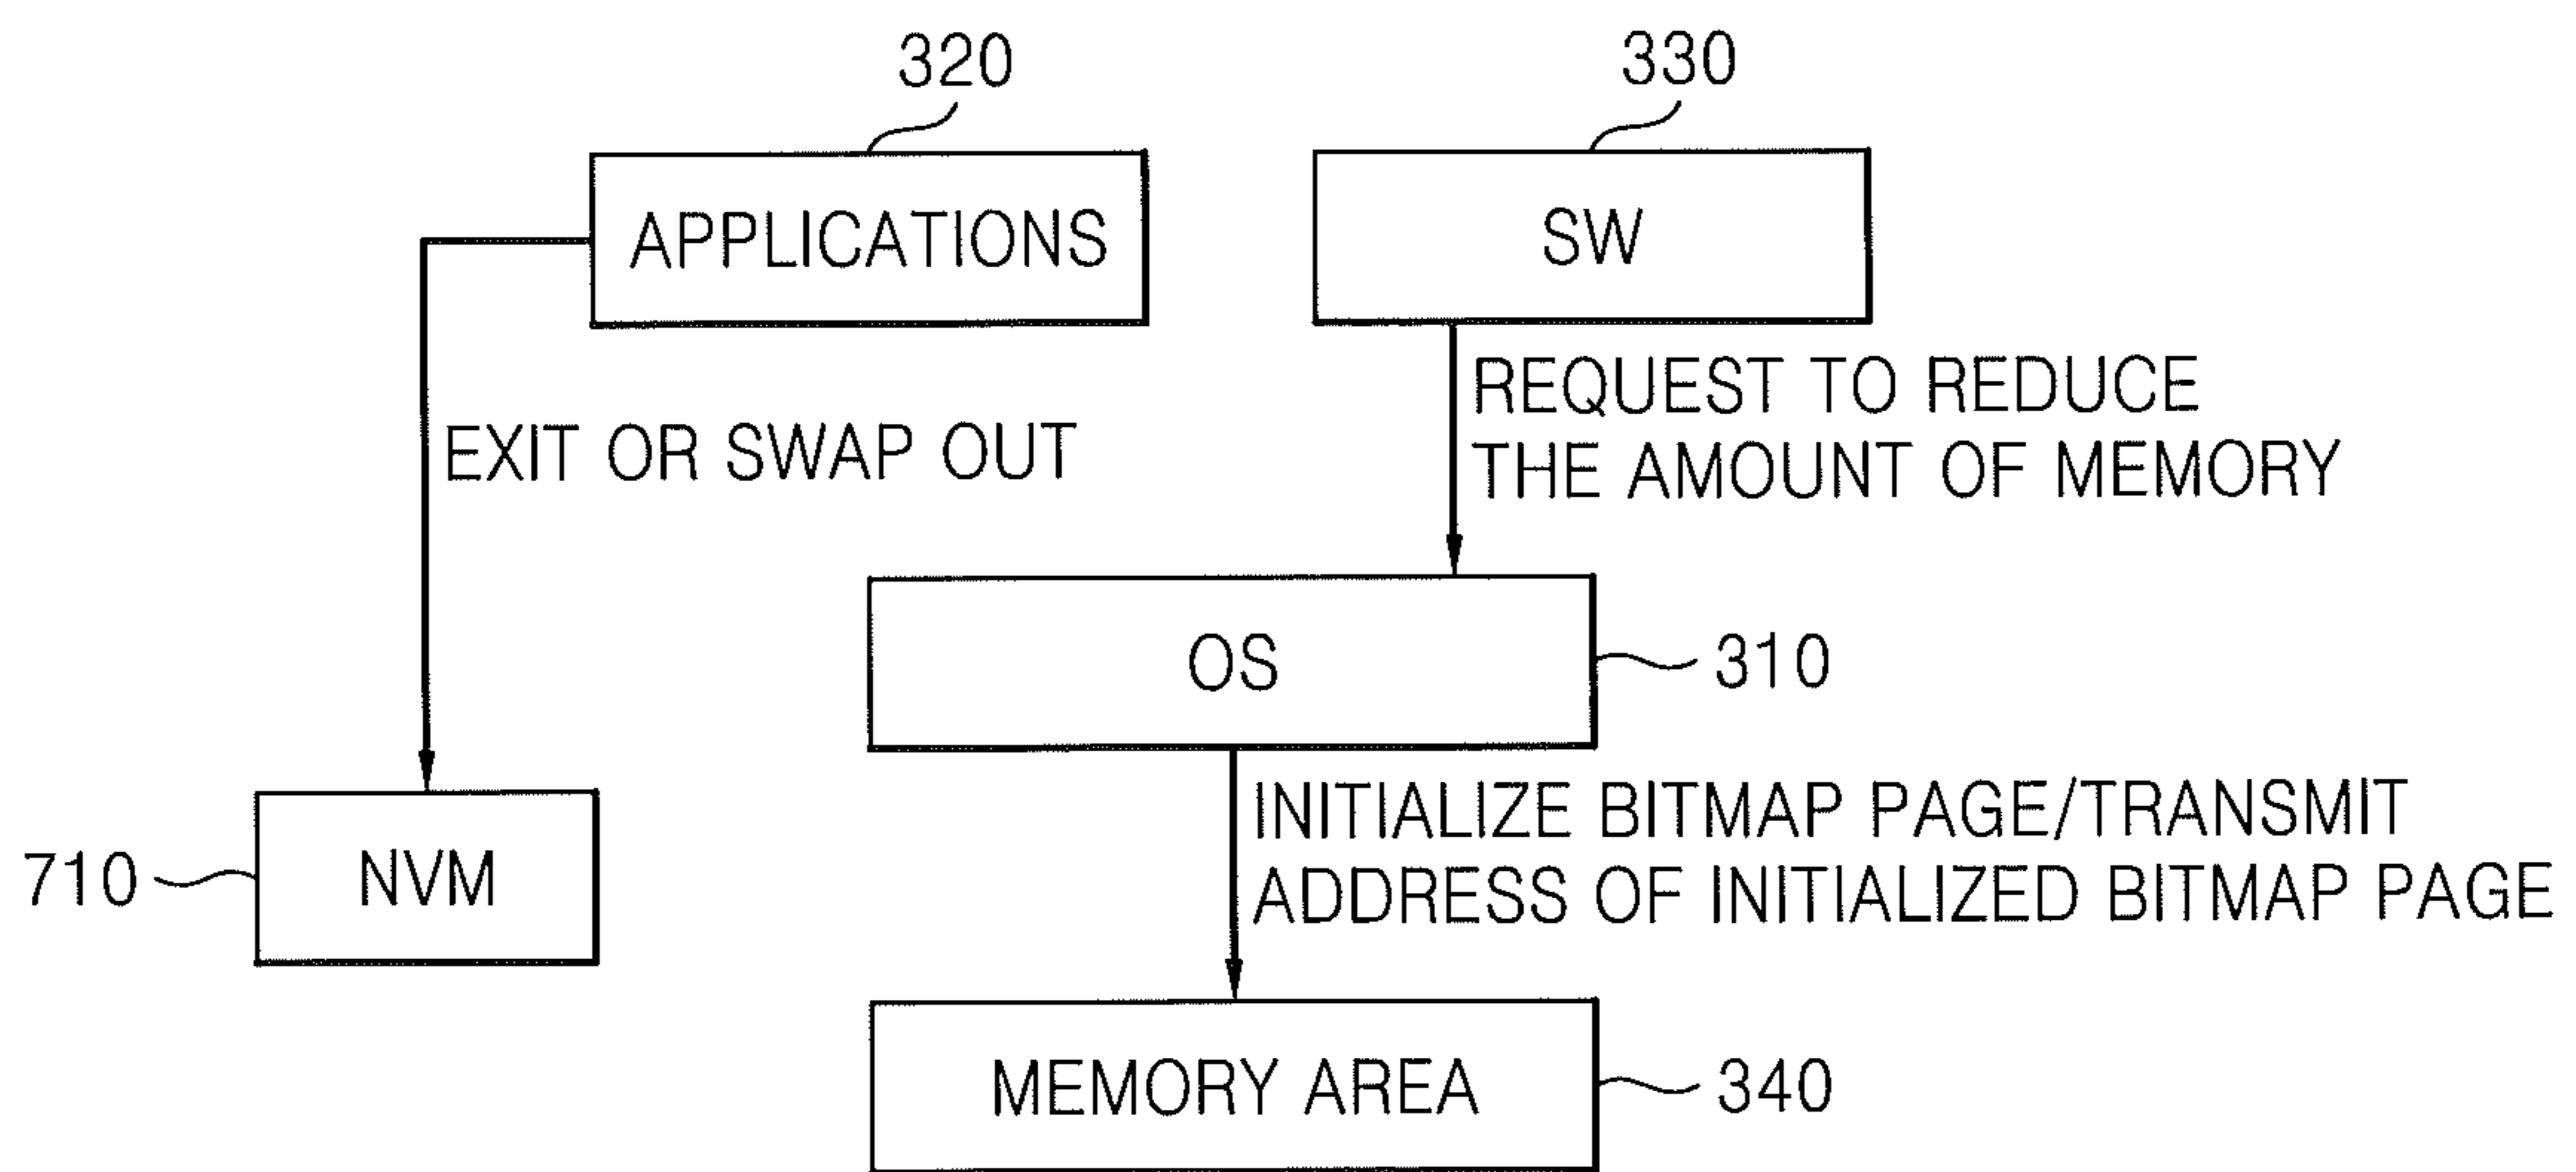 320
330
APPLICATIONS
SW
REQUEST TO REDUCE
THE AMOUNT OF MEMORY
EXIT OR SWAP OUT
OS
310
INITIALIZE BITMAP PAGE/TRANSMIT
ADDRESS OF INITIALIZED BITMAP PAGE
710
NVM
MEMORY AREA
340